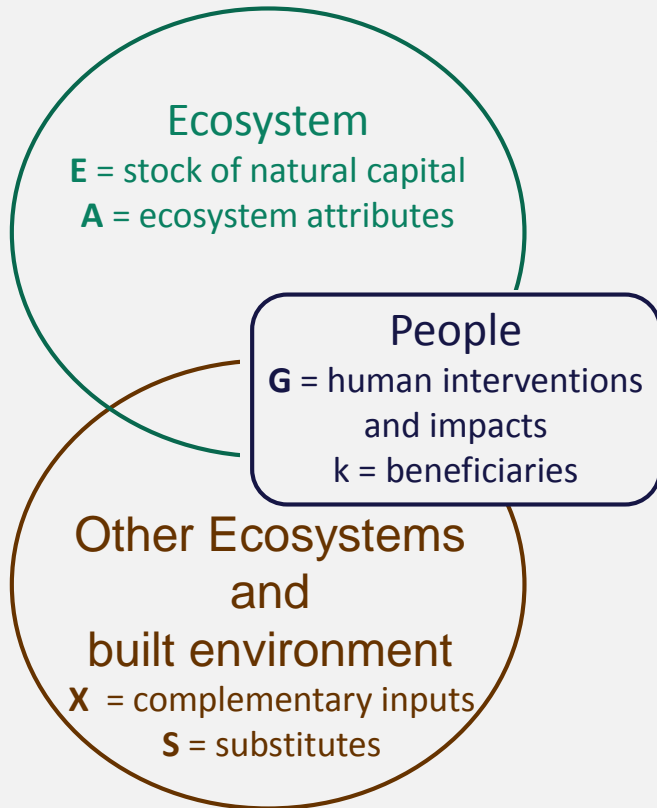 Ecosystem
E = stock of natural capital
A = ecosystem attributes
People
G = human interventions
and impacts
k = beneficiaries
Other Ecosystems
and
built environment
X = complementary inputs
S = substitutes